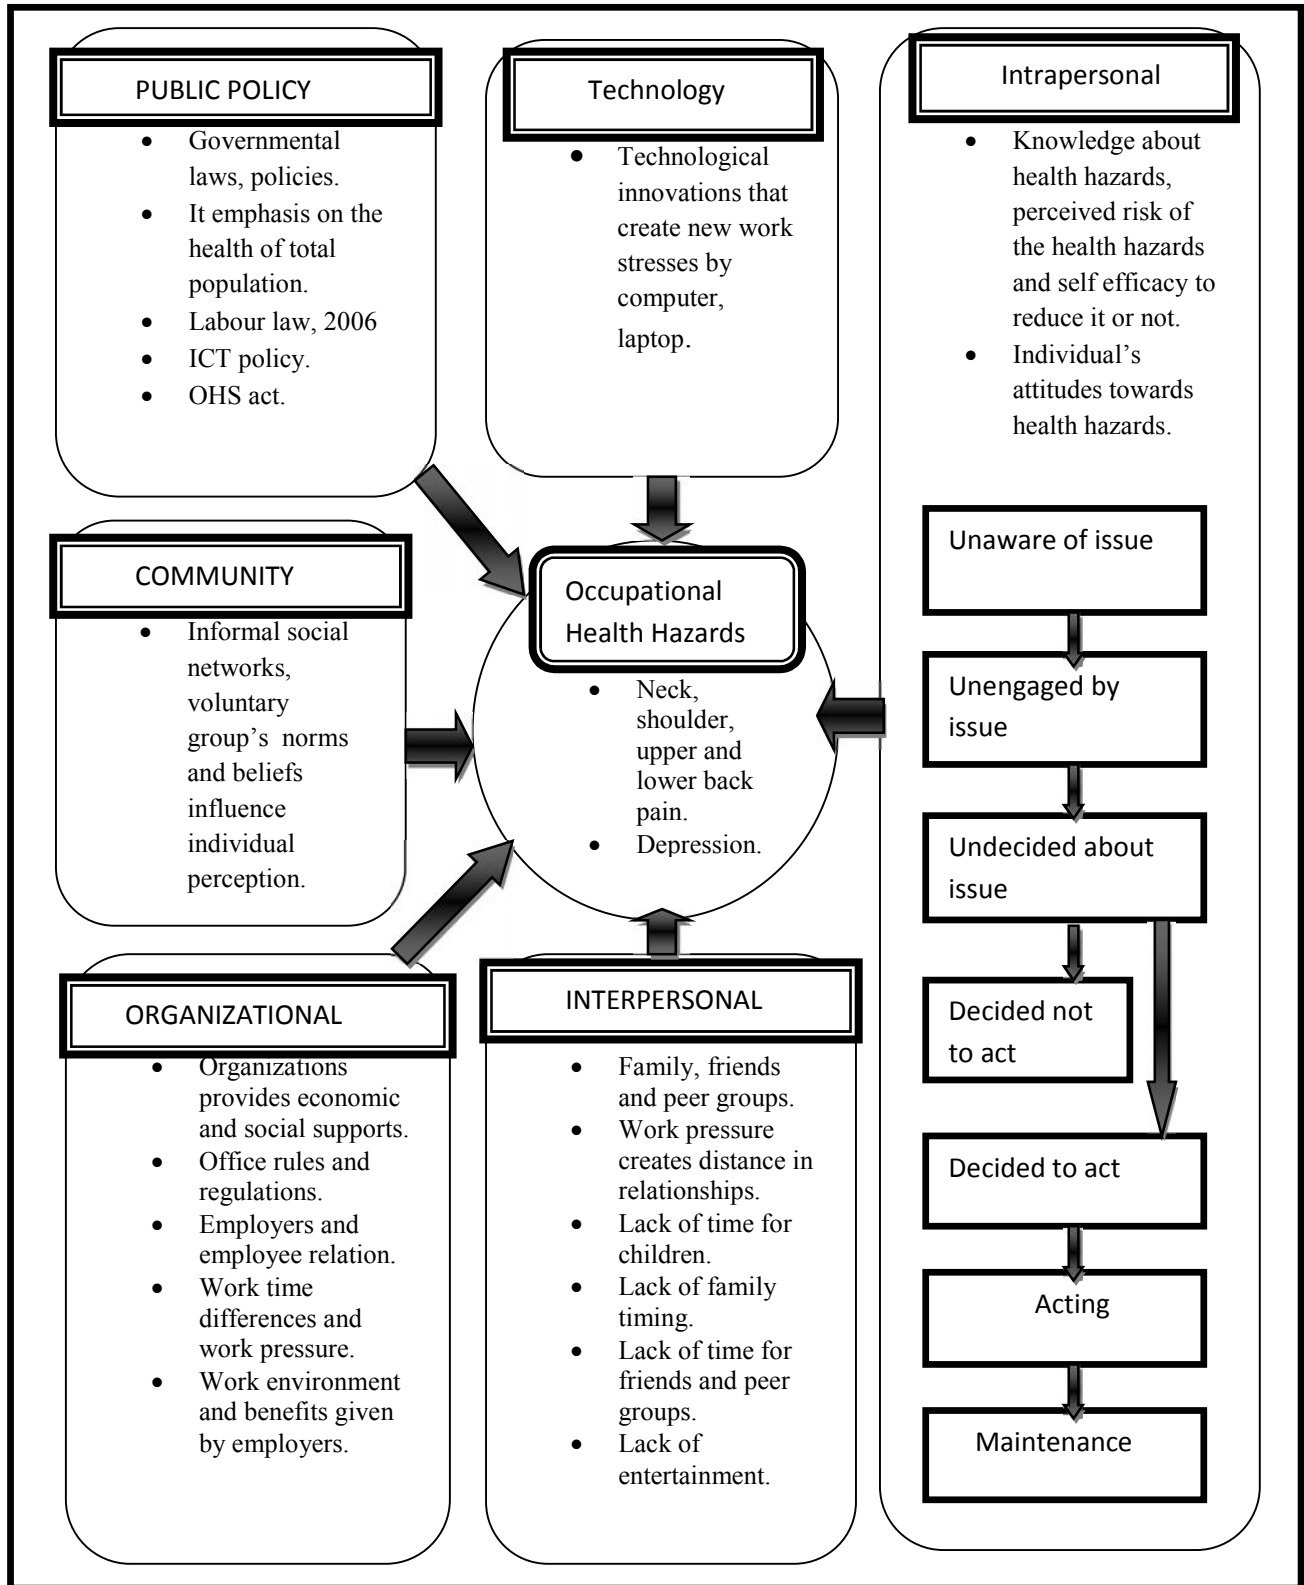 PUBLIC POLICY
• Governmental
laws, policies.
• It emphasis on the
health of total
population.
• Labour law, 2006
• ICT policy.
• OHS act.
Technology
• Technological
innovations that
create new work
stresses by
computer,
laptop.
Intrapersonal
• Knowledge about
health hazards,
perceived risk of
the health hazards
and self efficacy to
reduce it or not.
• Individual’s
attitudes towards
health hazards.
COMMUNITY
• Informal social
networks,
voluntary
group’s norms
and beliefs
influence
individual
perception.
Occupational
Health Hazards
• Neck,
shoulder,
upper and
lower back
pain.
• Depression.
Unaware of issue
Unengaged by
issue
Undecided about
issue
Decided not
to act
Decided to act
Acting
Maintenance
ORGANIZATIONAL
• Organizations
provides economic
and social supports.
• Office rules and
regulations.
• Employers and
employee relation.
• Work time
differences and
work pressure.
• Work environment
and benefits given
by employers.
INTERPERSONAL
• Family, friends
and peer groups.
• Work pressure
creates distance in
relationships.
• Lack of time for
children.
• Lack of family
timing.
• Lack of time for
friends and peer
groups.
• Lack of
entertainment.